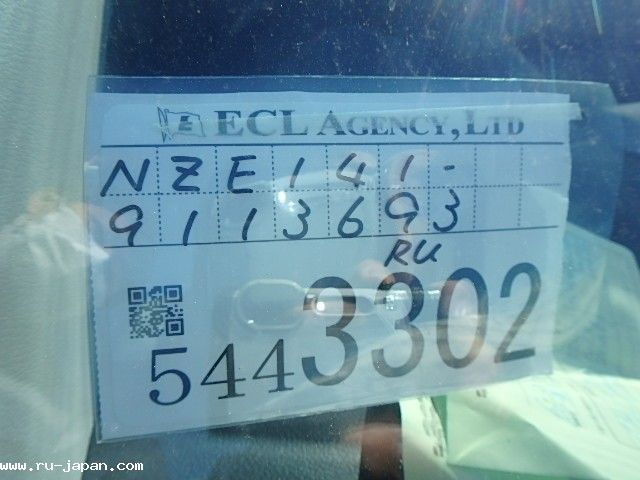 ECL AGENCY, LTD
NZE141-
9113693
RU
5443302
www.ru-japan.com